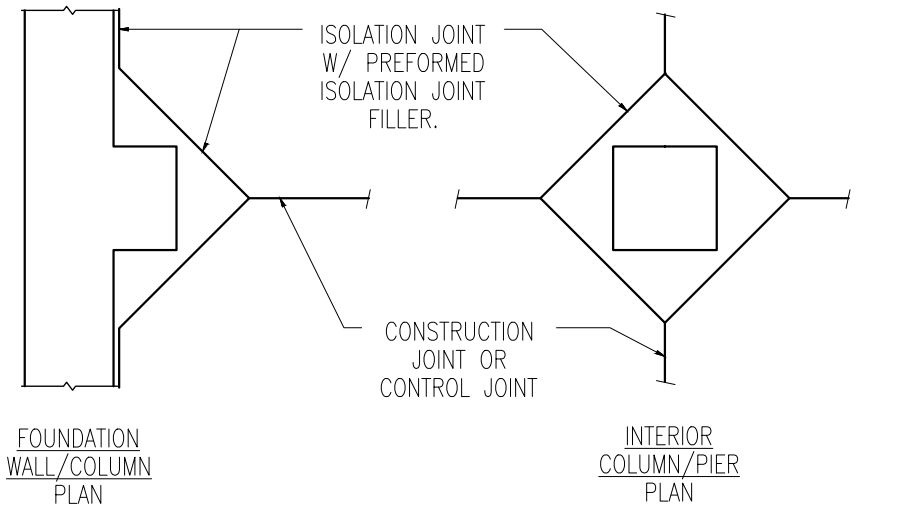 ISOLATION JOINT
W/ PREFORMED
ISOLATION JOINT
FILLER.
CONSTRUCTION
JOINT OR
CONTROL JOINT
FOUNDATION
WALL/COLUMN
PLAN
INTERIOR
COLUMN/PIER
PLAN